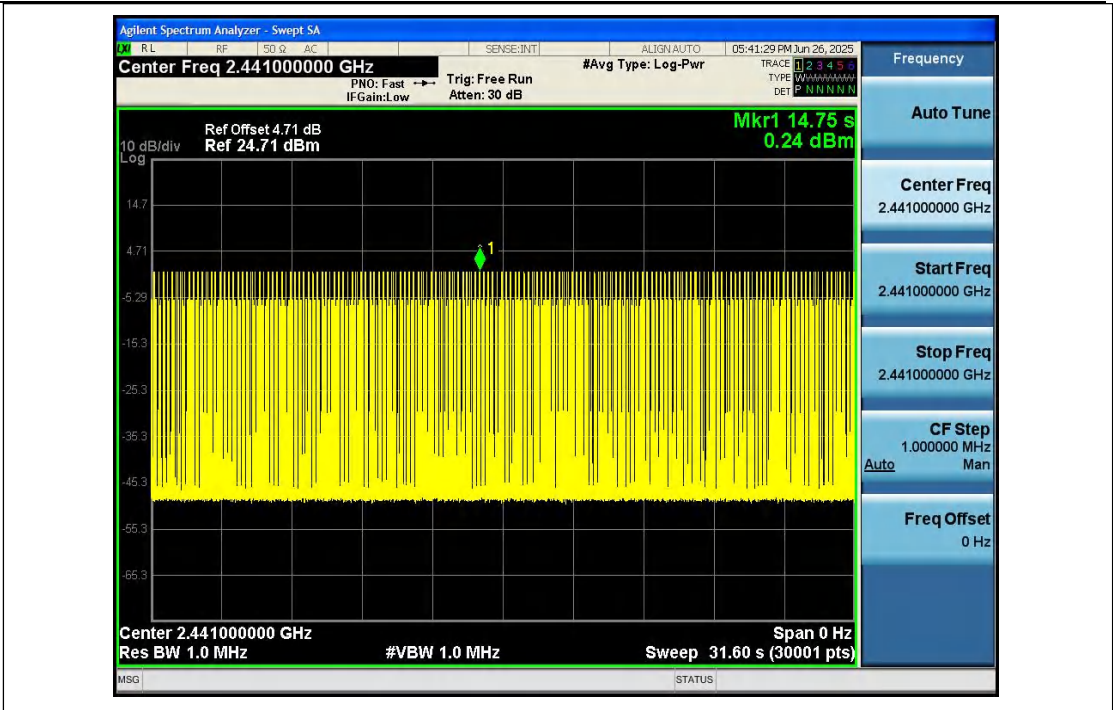 Agilent Spectrum Analyzer - Swept SA
LXI RL RF 50 Ω AC SENSE:INT ALIGN AUTO 05:41:29 PM Jun 26, 2025
Center Freq 2.441000000 GHz
PNO: Fast
IFGain:Low
Trig: Free Run
Atten: 30 dB
#Avg Type: Log-Pwr
TRACE 1 2 3 4 5 6
TYPE
DET P N N N N N
Frequency
Ref Offset 4.71 dB
10 dB/div Ref 24.71 dBm
Log
Mkr1 14.75 s
0.24 dBm
14.7
4.71
-5.29
-15.3
-25.3
-35.3
-45.3
-55.3
-65.3
1
Center 2.441000000 GHz
Span 0 Hz
Res BW 1.0 MHz
#VBW 1.0 MHz
Sweep 31.60 s (30001 pts)
Auto Tune
Center Freq
2.441000000 GHz
Start Freq
2.441000000 GHz
Stop Freq
2.441000000 GHz
CF Step
1.000000 MHz
Auto Man
Freq Offset
0 Hz
MSG
STATUS